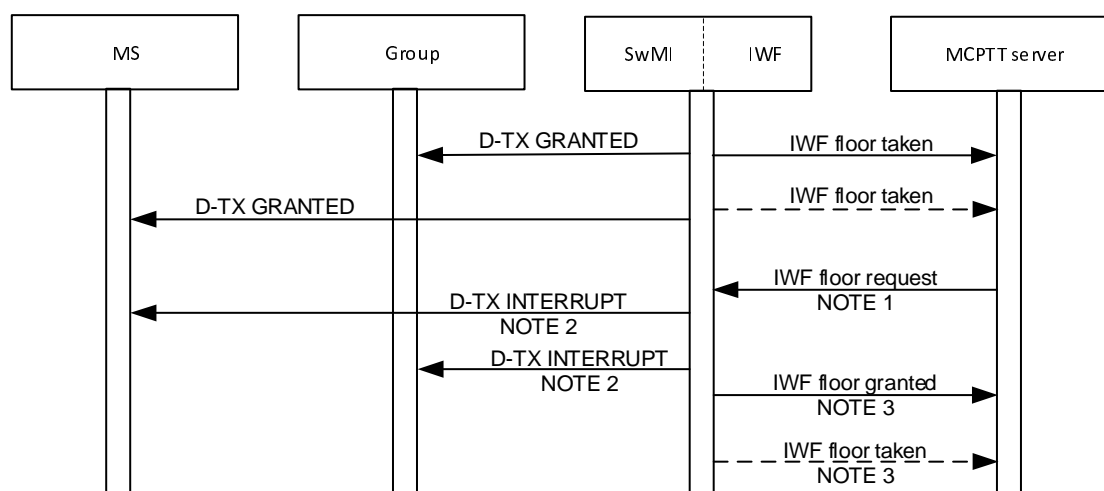 MS
Group
SwMI
IWF
MCPTT server
D-TX GRANTED
IWF floor taken
IWF floor taken
D-TX GRANTED
IWF floor request
NOTE 1
D-TX INTERRUPT
NOTE 2
D-TX INTERRUPT
NOTE 2
IWF floor granted
NOTE 3
IWF floor taken
NOTE 3